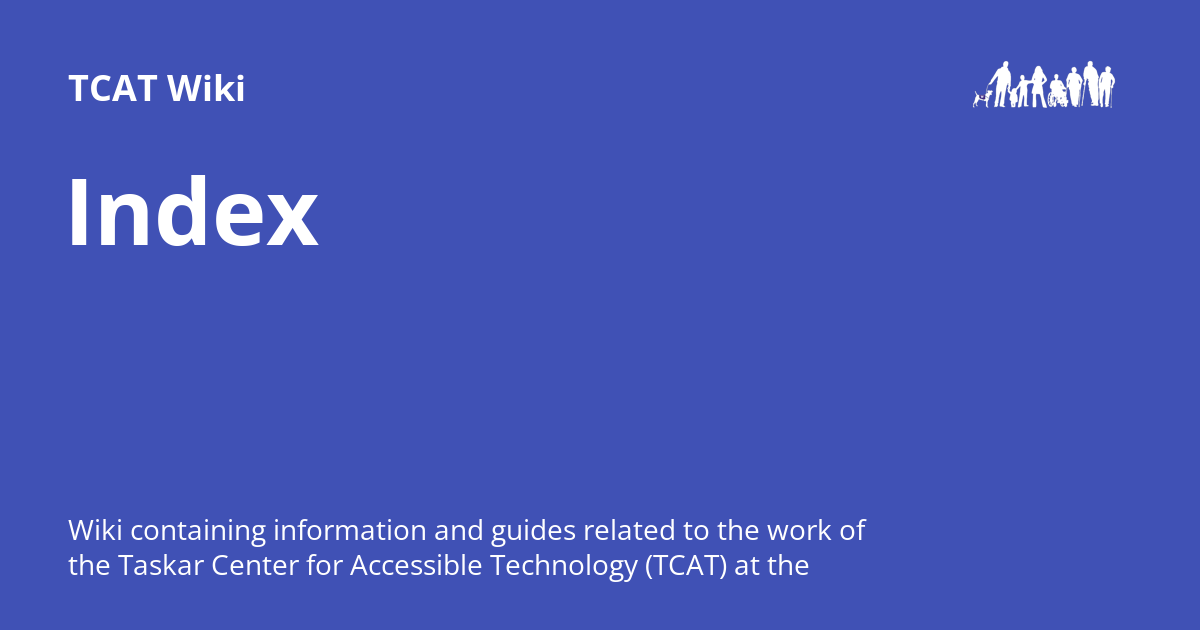 TCAT Wiki
Index
Wiki containing information and guides related to the work of
the Taskar Center for Accessible Technology (TCAT) at the